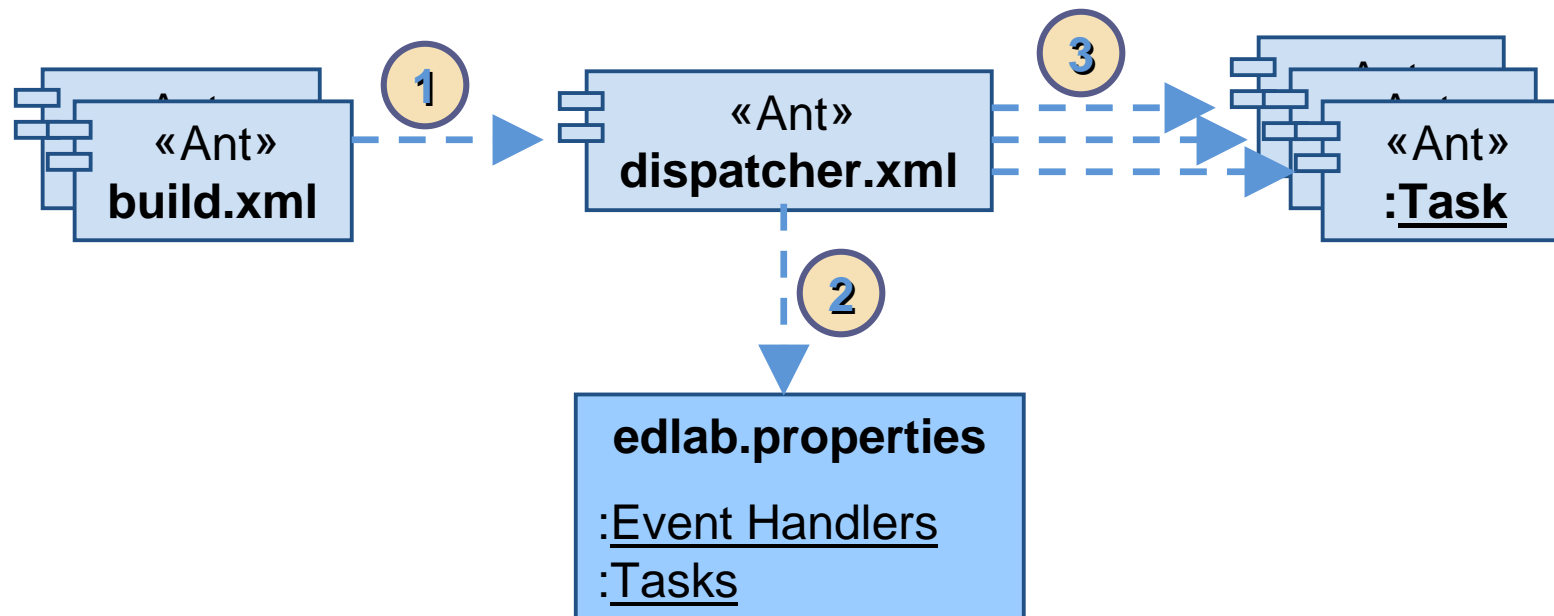 1
«Ant»
build.xml
«Ant»
dispatcher.xml
3
«Ant»
:Task
2
edlab.properties
:Event Handlers
:Tasks